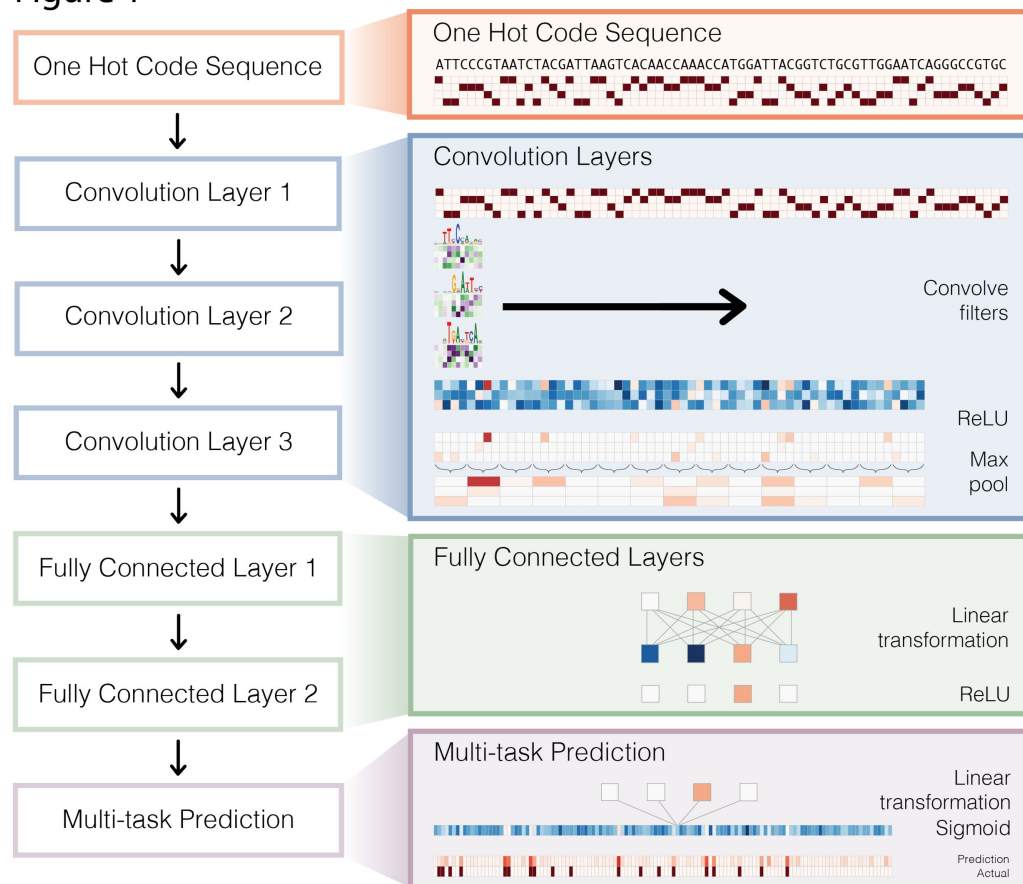 One Hot Code Sequence
Convolution Layer 1
Convolution Layer 2
Convolution Layer 3
Fully Connected Layer 1
Fully Connected Layer 2
Multi-task Prediction
One Hot Code Sequence
ATTCCCGTAATCTACGATTAAGTCACAACCAAACCATGGATTACGGTCTGCGTTGGAATCAGGGCCGTGC
Convolution Layers
Convolve
filters
ReLU
Max
pool
Fully Connected Layers
Linear
transformation
ReLU
Multi-task Prediction
Linear
transformation
Sigmoid
Prediction
Actual